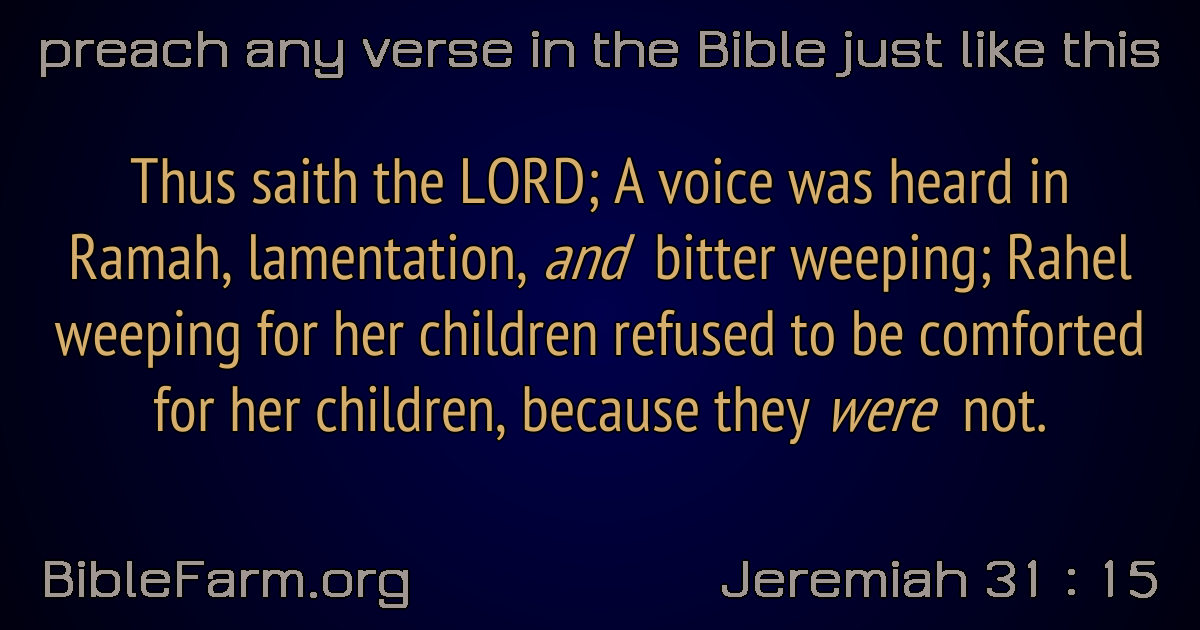 preach any verse in the Bible just like this
Thus saith the LORD; A voice was heard in
Ramah, lamentation, and bitter weeping; Rahel
weeping for her children refused to be comforted
for her children, because they were not.
BibleFarm.org
Jeremiah 31 : 15